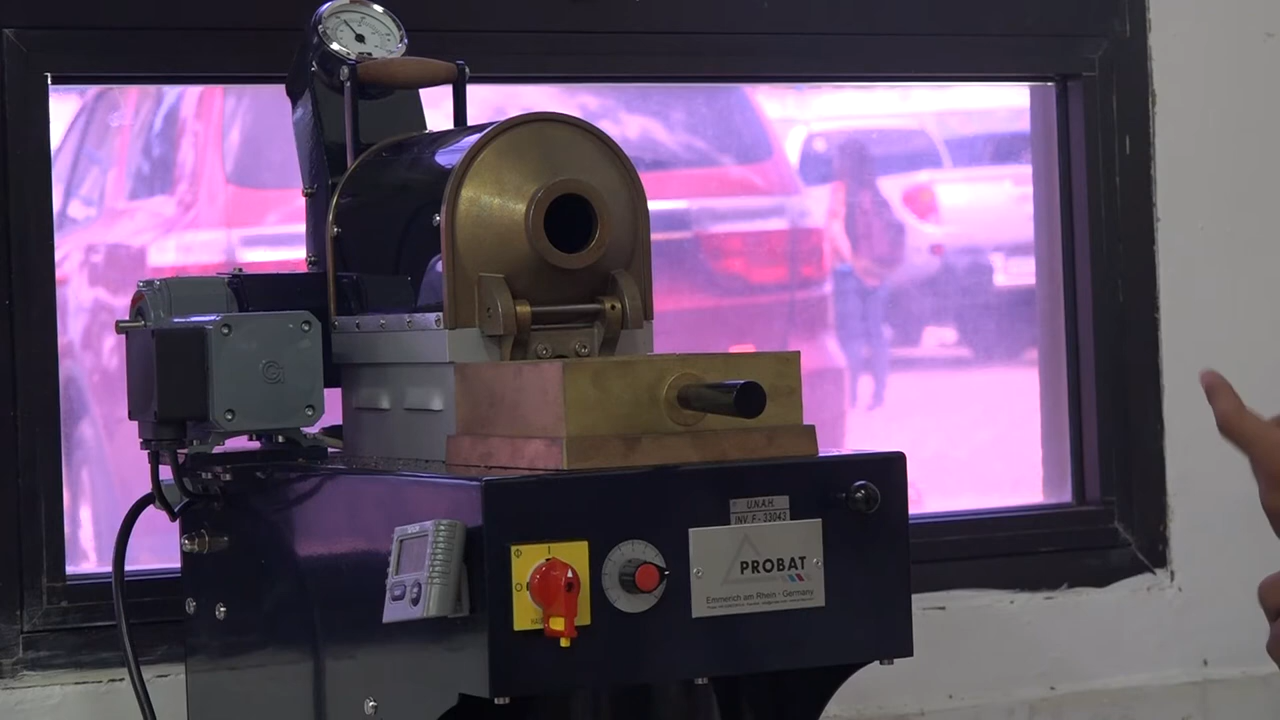 U.N.A.H.
INV. F - 33043
PROBAT
Emmerich am Rhein - Germany
I
O
G